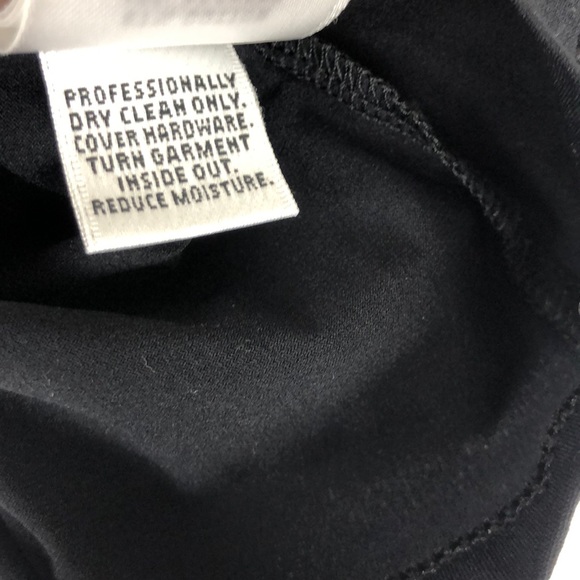 PROFESSIONALLY
DRY CLEAN ONLY.
COVER HARDWARE.
TURN GARMENT
INSIDE OUT.
REDUCE MOISTURE.